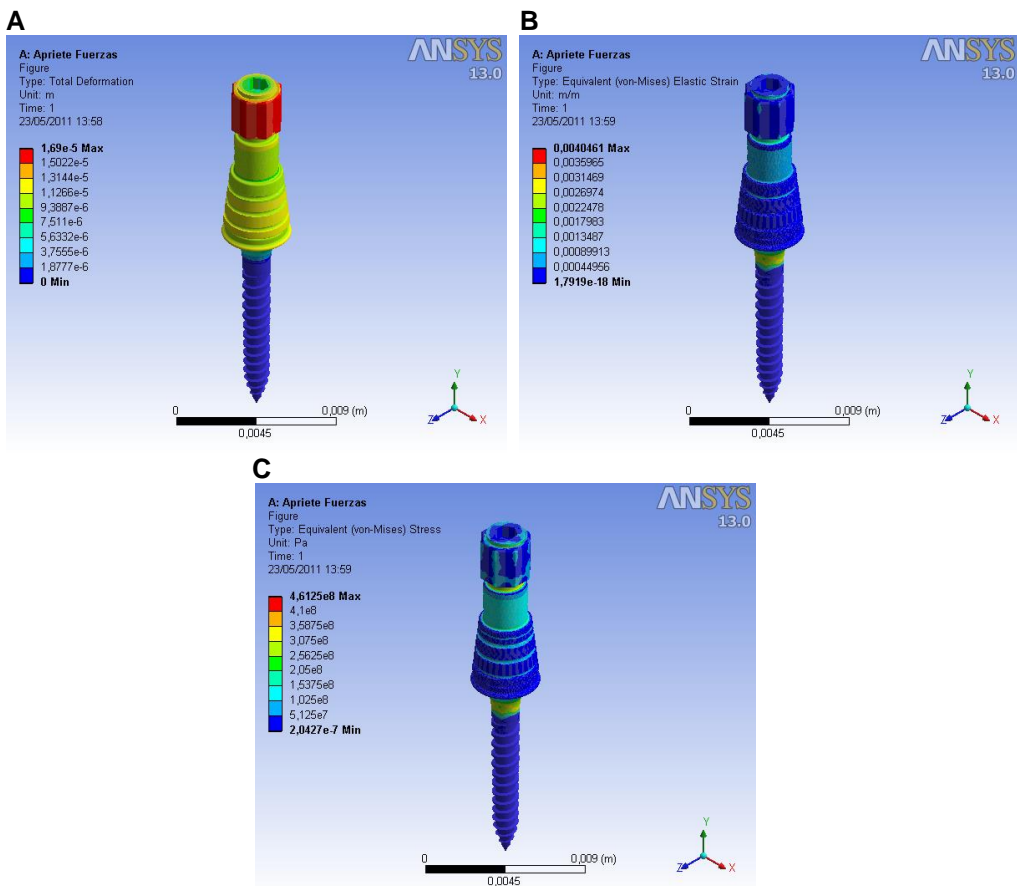 A
A: Apriete Fuerzas
Figure
Type: Total Deformation
Unit: m
Time: 1
23/05/2011 13:58
ANSYS
13.0
1,69e-5 Max
1,5022e-5
1,3144e-5
1,1266e-5
9,3887e-6
7,511e-6
5,6332e-6
3,7555e-6
1,8777e-6
0 Min
0
0,009 (m)
0,0045
Y
Z
X
B
A: Apriete Fuerzas
Figure
Type: Equivalent (von-Mises) Elastic Strain
Unit: m/m
Time: 1
23/05/2011 13:59
ANSYS
13.0
0,0040461 Max
0,0035965
0,0031469
0,0026974
0,0022478
0,0017983
0,0013487
0,00089913
0,00044956
1,7919e-18 Min
0
0,009 (m)
0,0045
Y
Z
X
C
A: Apriete Fuerzas
Figure
Type: Equivalent (von-Mises) Stress
Unit: Pa
Time: 1
23/05/2011 13:59
ANSYS
13.0
4,6125e8 Max
4,1e8
3,5875e8
3,075e8
2,5625e8
2,05e8
1,5375e8
1,025e8
5,125e7
2,0427e-7 Min
0
0,009 (m)
0,0045
Y
Z
X